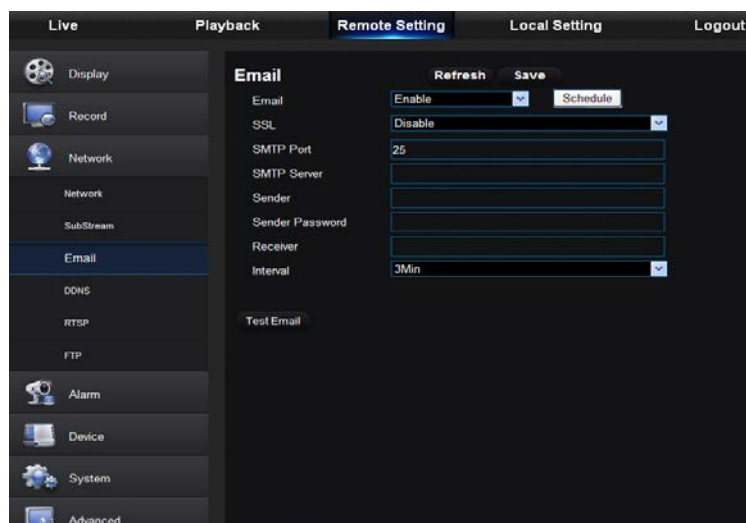 Live Playback Remote Setting Local Setting Logout
Display
Record
Network
Network
SubStream
Email
DDNS
RTSP
FTP
Alarm
Device
System
Advanced
Email Refresh Save
Email Enable Schedule
SSL Disable
SMTP Port 25
SMTP Server
Sender
Sender Password
Receiver
Interval 3Min
Test Email